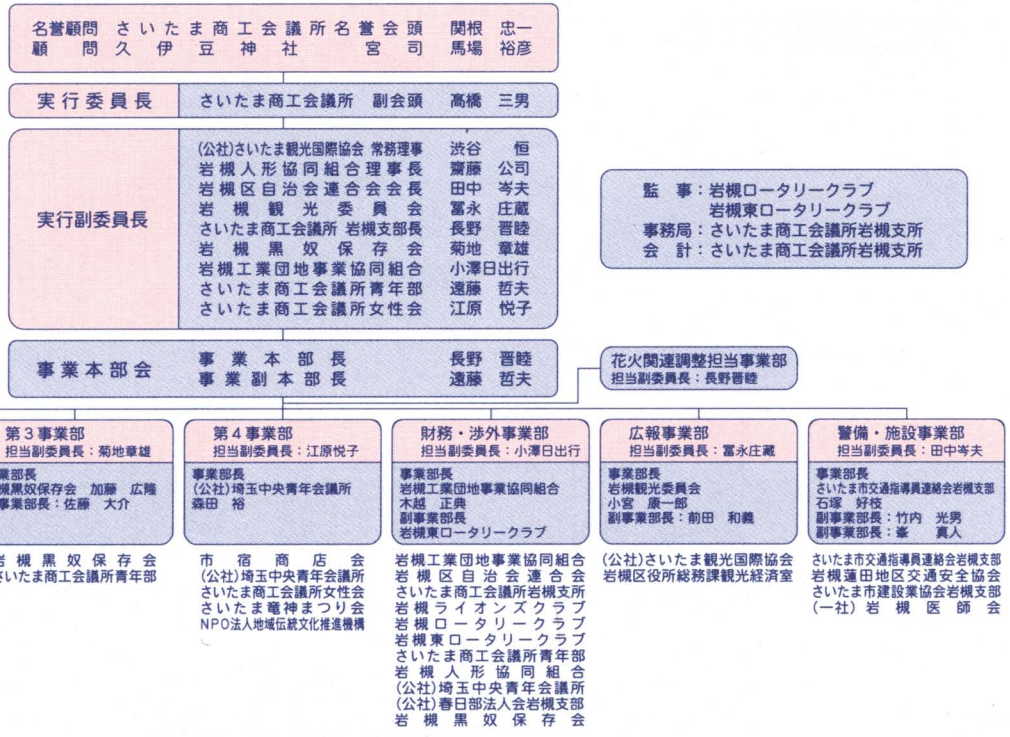 名誉顧問 さいたま商工会議所名誉会頭 関根 忠一
顧問 久伊豆神社 宮司 馬場 裕彦
実行委員長 さいたま商工会議所 副会頭 髙橋 三男
実行副委員長
(公社)さいたま観光国際協会 常務理事 渋谷 恒
岩槻人形協同組合理事長 齋藤 公司
岩槻区自治会連合会会長 田中 岑夫
岩槻観光委員会 冨永 庄蔵
さいたま商工会議所 岩槻支部長 長野 晋睦
岩槻黒奴保存会 菊地 章雄
岩槻工業団地事業協同組合 小澤日出行
さいたま商工会議所青年部 遠藤 哲夫
さいたま商工会議所女性会 江原 悦子
監事：岩槻ロータリークラブ
岩槻東ロータリークラブ
事務局：さいたま商工会議所岩槻支所
会計：さいたま商工会議所岩槻支所
事業本部会
事業本部長 長野 晋睦
事業副本部長 遠藤 哲夫
花火関連調整担当事業部
担当副委員長：長野晋睦
第3事業部
担当副委員長：菊地章雄
業部長
槻黒奴保存会 加藤 広隆
事業部長：佐藤 大介
岩槻黒奴保存会
さいたま商工会議所青年部
第4事業部
担当副委員長：江原悦子
事業部長
(公社)埼玉中央青年会議所
森田 裕
市宿商店会
(公社)埼玉中央青年会議所
さいたま商工会議所女性会
さいたま竜神まつり会
NPO法人地域伝統文化推進機構
財務・渉外事業部
担当副委員長：小澤日出行
事業部長
岩槻工業団地事業協同組合
木越 正典
副事業部長
岩槻東ロータリークラブ
岩槻工業団地事業協同組合
岩槻区自治会連合会
さいたま商工会議所岩槻支所
岩槻ライオンズクラブ
岩槻ロータリークラブ
岩槻東ロータリークラブ
さいたま商工会議所青年部
岩槻人形協同組合
(公社)埼玉中央青年会議所
(公社)春日部法人会岩槻支部
岩槻黒奴保存会
広報事業部
担当副委員長：冨永庄蔵
事業部長
岩槻観光委員会
小宮 康一郎
副事業部長：前田 和義
(公社)さいたま観光国際協会
岩槻区役所総務課観光経済室
警備・施設事業部
担当副委員長：田中岑夫
事業部長
さいたま市交通指導員連絡会岩槻支部
石塚 好枝
副事業部長：竹内 光男
副事業部長：峯 真人
さいたま市交通指導員連絡会岩槻支部
岩槻蓮田地区交通安全協会
さいたま市建設業協会岩槻支部
(一社)岩槻医師会